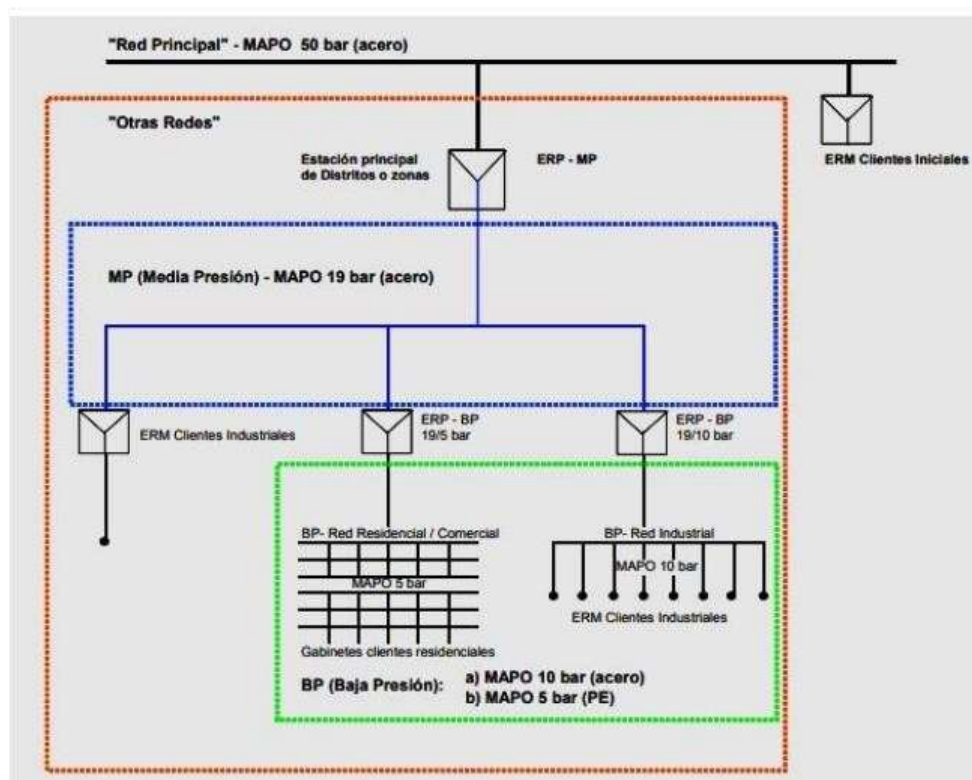 "Red Principal" - MAPO 50 bar (acero)
"Otras Redes"
Estación principal
de Distritos o zonas
ERP - MP
ERM Clientes Iniciales
MP (Media Presión) - MAPO 19 bar (acero)
ERM Clientes Industriales
ERP - BP
19/5 bar
ERP - BP
19/10 bar
BP- Red Residencial / Comercial
MAPO 5 bar
Gabinetes clientes residenciales
BP- Red Industrial
MAPO 10 bar
ERM Clientes Industriales
BP (Baja Presión):
a) MAPO 10 bar (acero)
b) MAPO 5 bar (PE)